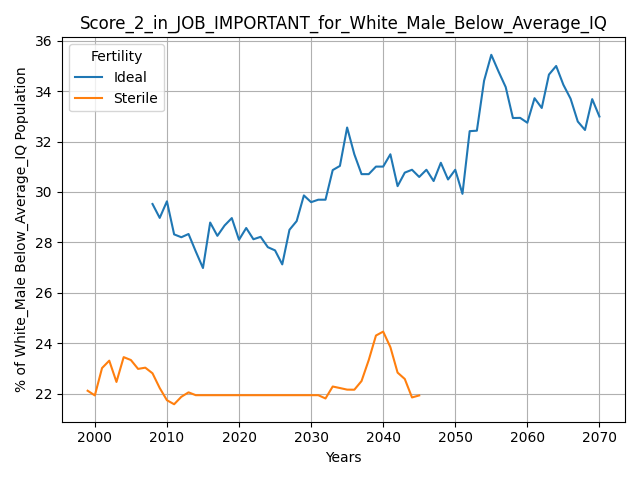 Score_2_in_JOB_IMPORTANT_for_White_Male_Below_Average_IQ
% of White_Male Below_Average_IQ Population
36
34
32
30
28
26
24
22
Fertility
Ideal
Sterile
2000 2010 2020 2030 2040 2050 2060 2070
Years